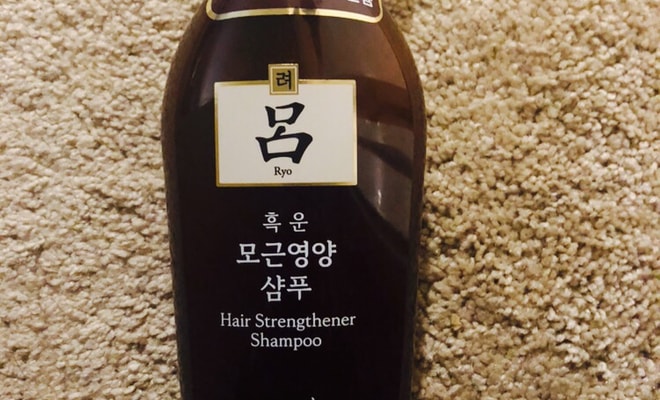 려
呂
Ryo
흑 운
모근영양
샴푸
Hair Strengthener
Shampoo